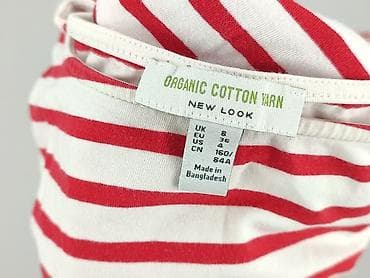 ORGANIC COTTON YARN
NEW LOOK
UK 8
EU 36
US 4
CN 160/
84A
Made in
Bangladesh